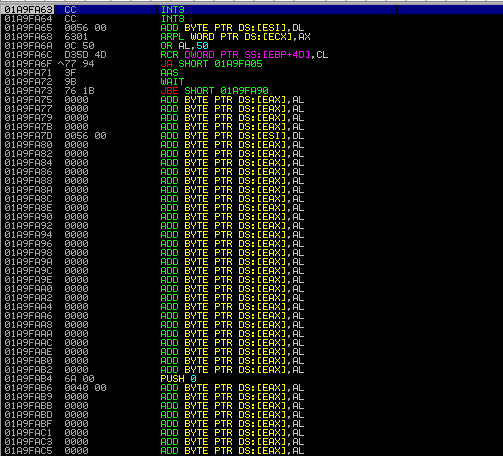 01A9FA63 CC INT3
01A9FA64 CC INT3
01A9FA65 0056 00 ADD BYTE PTR DS:[ESI],DL
01A9FA68 6301 ARPL WORD PTR DS:[ECX],AX
01A9FA6A 0C 50 OR AL,50
01A9FA6C D35D 4D RCR DWORD PTR SS:[EBP+4D],CL
01A9FA6F ^77 94 JA SHORT 01A9FA05
01A9FA71 3F AAS
01A9FA72 9B WAIT
01A9FA73 76 1B JBE SHORT 01A9FA90
01A9FA75 0000 ADD BYTE PTR DS:[EAX],AL
01A9FA77 0000 ADD BYTE PTR DS:[EAX],AL
01A9FA79 0000 ADD BYTE PTR DS:[EAX],AL
01A9FA7B 0000 ADD BYTE PTR DS:[EAX],AL
01A9FA7D 0056 00 ADD BYTE PTR DS:[ESI],DL
01A9FA80 0000 ADD BYTE PTR DS:[EAX],AL
01A9FA82 0000 ADD BYTE PTR DS:[EAX],AL
01A9FA84 0000 ADD BYTE PTR DS:[EAX],AL
01A9FA86 0000 ADD BYTE PTR DS:[EAX],AL
01A9FA88 0000 ADD BYTE PTR DS:[EAX],AL
01A9FA8A 0000 ADD BYTE PTR DS:[EAX],AL
01A9FA8C 0000 ADD BYTE PTR DS:[EAX],AL
01A9FA8E 0000 ADD BYTE PTR DS:[EAX],AL
01A9FA90 0000 ADD BYTE PTR DS:[EAX],AL
01A9FA92 0000 ADD BYTE PTR DS:[EAX],AL
01A9FA94 0000 ADD BYTE PTR DS:[EAX],AL
01A9FA96 0000 ADD BYTE PTR DS:[EAX],AL
01A9FA98 0000 ADD BYTE PTR DS:[EAX],AL
01A9FA9A 0000 ADD BYTE PTR DS:[EAX],AL
01A9FA9C 0000 ADD BYTE PTR DS:[EAX],AL
01A9FA9E 0000 ADD BYTE PTR DS:[EAX],AL
01A9FAA0 0000 ADD BYTE PTR DS:[EAX],AL
01A9FAA2 0000 ADD BYTE PTR DS:[EAX],AL
01A9FAA4 0000 ADD BYTE PTR DS:[EAX],AL
01A9FAA6 0000 ADD BYTE PTR DS:[EAX],AL
01A9FAA8 0000 ADD BYTE PTR DS:[EAX],AL
01A9FAAA 0000 ADD BYTE PTR DS:[EAX],AL
01A9FAAC 0000 ADD BYTE PTR DS:[EAX],AL
01A9FAAE 0000 ADD BYTE PTR DS:[EAX],AL
01A9FAB0 0000 ADD BYTE PTR DS:[EAX],AL
01A9FAB2 0000 ADD BYTE PTR DS:[EAX],AL
01A9FAB4 6A 00 PUSH 0
01A9FAB6 0040 00 ADD BYTE PTR DS:[EAX],AL
01A9FAB9 0000 ADD BYTE PTR DS:[EAX],AL
01A9FABB 0000 ADD BYTE PTR DS:[EAX],AL
01A9FABD 0000 ADD BYTE PTR DS:[EAX],AL
01A9FABF 0000 ADD BYTE PTR DS:[EAX],AL
01A9FAC1 0000 ADD BYTE PTR DS:[EAX],AL
01A9FAC3 0000 ADD BYTE PTR DS:[EAX],AL
01A9FAC5 0000 ADD BYTE PTR DS:[EAX],AL